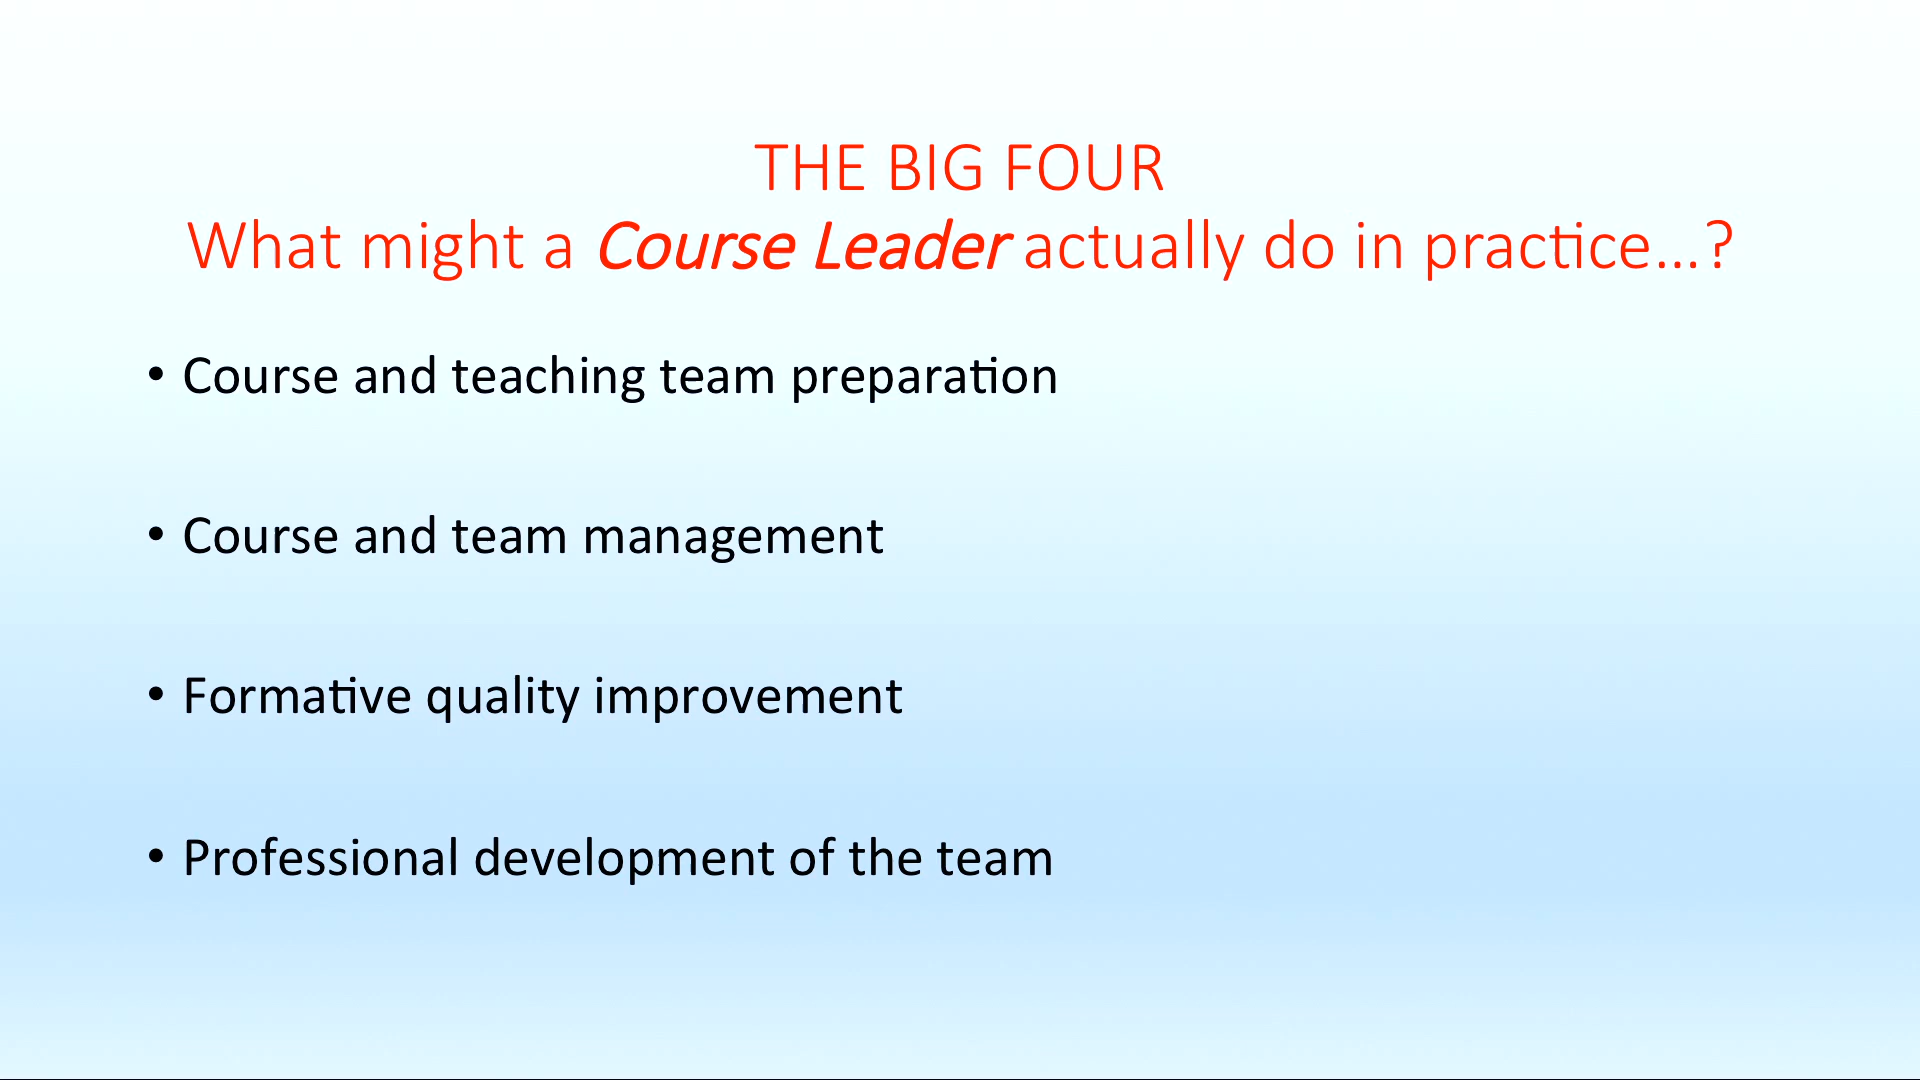 THE BIG FOUR
What might a Course Leader actually do in practice...?
• Course and teaching team preparation
• Course and team management
• Formative quality improvement
• Professional development of the team